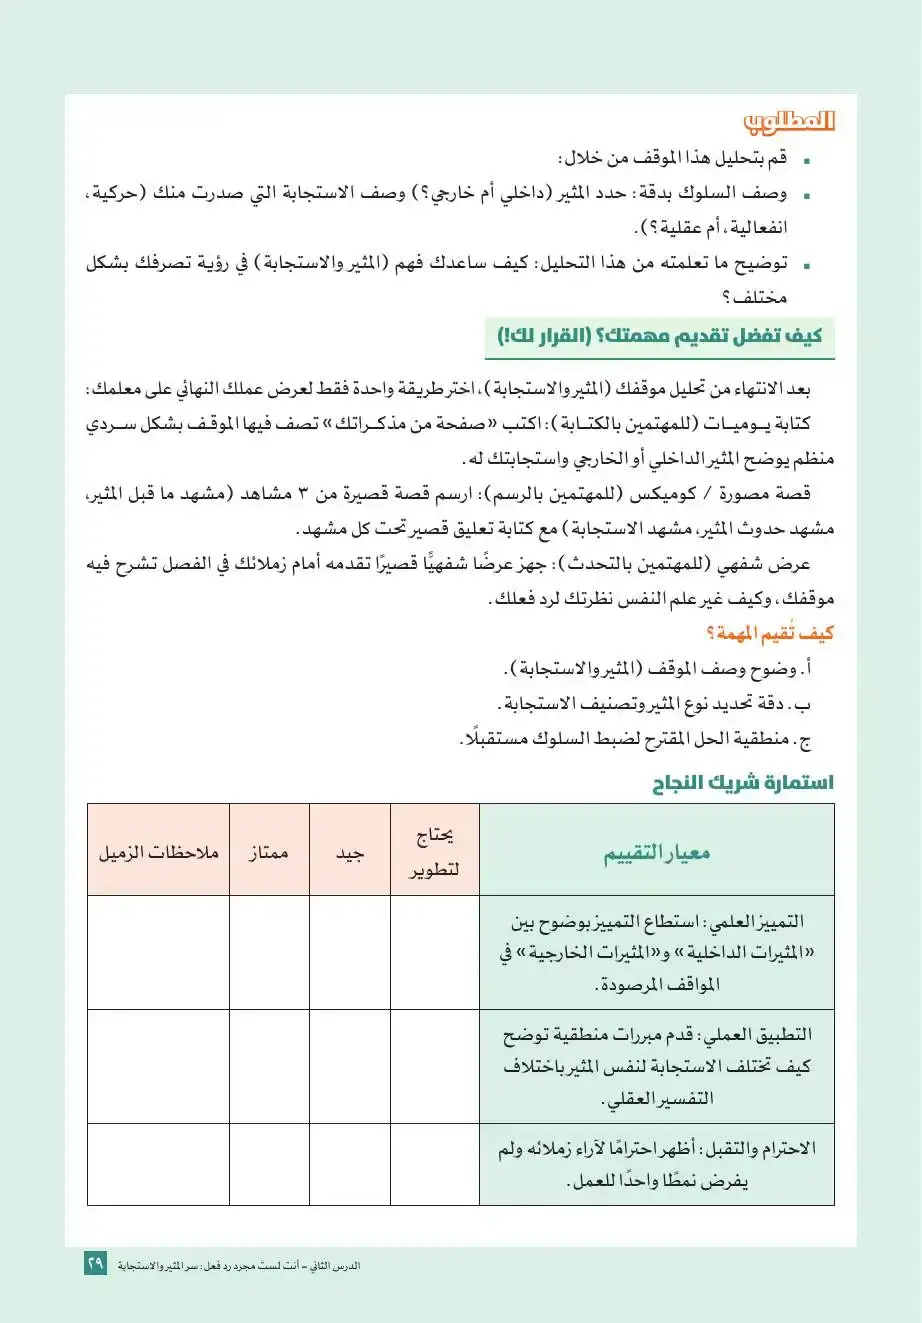 المطلوب
▪ قم بتحليل هذا الموقف من خلال:
▪ وصف السلوك بدقة: حدد المثير (داخلي أم خارجي؟) وصف الاستجابة التي صدرت منك (حركية،
انفعالية، أم عقلية؟).
▪ توضيح ما تعلمته من هذا التحليل: كيف ساعدك فهم (المثير والاستجابة) في رؤية تصرفك بشكل
مختلف؟
كيف تفضل تقديم مهمتك؟ (القرار لك!)
بعد الانتهاء من تحليل موقفك (المثير والاستجابة)، اختر طريقة واحدة فقط لعرض عملك النهائي على معلمك:
كتابة يـوميـات (للمهتمين بالكتـابة): اكتب «صفحة من مذكـراتك» تصف فيها الموقـف بشكل سـردي
منظم يوضح المثير الداخلي أو الخارجي واستجابتك له.
قصة مصورة / كوميكس (للمهتمين بالرسم): ارسم قصة قصيرة من ٣ مشاهد (مشهد ما قبل المثير،
مشهد حدوث المثير، مشهد الاستجابة) مع كتابة تعليق قصير تحت كل مشهد.
عرض شفهي (للمهتمين بالتحدث): جهز عرضًا شفهيًّا قصيرًا تقدمه أمام زملائك في الفصل تشرح فيه
موقفك، وكيف غير علم النفس نظرتك لرد فعلك.
كيف تُقيم المهمة؟
أ. وضوح وصف الموقف (المثير والاستجابة).
ب. دقة تحديد نوع المثير وتصنيف الاستجابة.
ج. منطقية الحل المقترح لضبط السلوك مستقبلًا.
استمارة شريك النجاح
معيار التقييم
يحتاج
لتطوير
جيد
ممتاز
ملاحظات الزميل
التمييز العلمي: استطاع التمييز بوضوح بين
«المثيرات الداخلية» و«المثيرات الخارجية» في
المواقف المرصودة.
التطبيق العملي: قدم مبررات منطقية توضح
كيف تختلف الاستجابة لنفس المثير باختلاف
التفسير العقلي.
الاحترام والتقبل: أظهر احترامًا لآراء زملائه ولم
يفرض نمطًا واحدًا للعمل.
الدرس الثاني – أنت لست مجرد رد فعل: سر المثير والاستجابة
٢٩